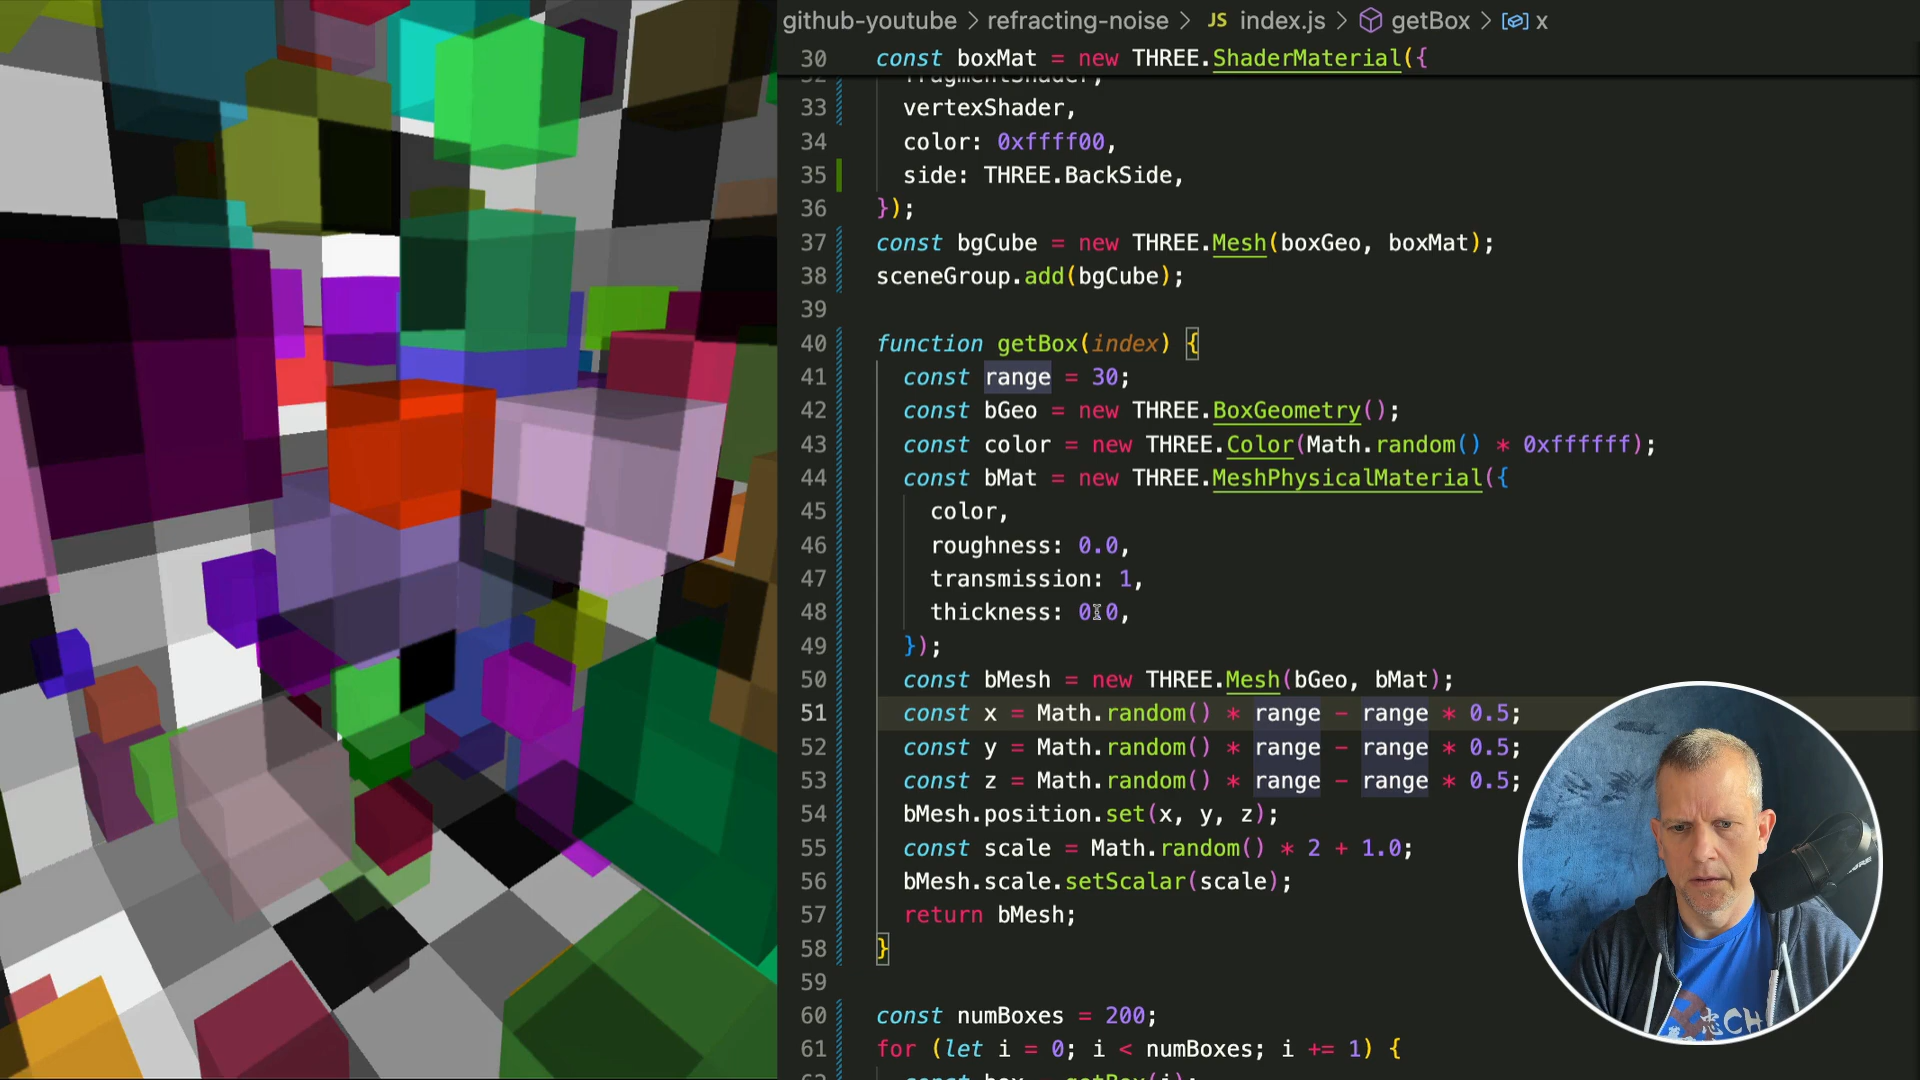 github-youtube > refracting-noise > JS index.js > getBox > x
30 const boxMat = new THREE.ShaderMaterial({
fragmentShader,
33 vertexShader,
34 color: 0xffff00,
35 side: THREE.BackSide,
36 });
37 const bgCube = new THREE.Mesh(boxGeo, boxMat);
38 sceneGroup.add(bgCube);
39
40 function getBox(index) {
41 const range = 30;
42 const bGeo = new THREE.BoxGeometry();
43 const color = new THREE.Color(Math.random() * 0xffffff);
44 const bMat = new THREE.MeshPhysicalMaterial({
45 color,
46 roughness: 0.0,
47 transmission: 1,
48 thickness: 0.0,
49 });
50 const bMesh = new THREE.Mesh(bGeo, bMat);
51 const x = Math.random() * range - range * 0.5;
52 const y = Math.random() * range - range * 0.5;
53 const z = Math.random() * range - range * 0.5;
54 bMesh.position.set(x, y, z);
55 const scale = Math.random() * 2 + 1.0;
56 bMesh.scale.setScalar(scale);
57 return bMesh;
58 }
59
60 const numBoxes = 200;
61 for (let i = 0; i < numBoxes; i += 1) {